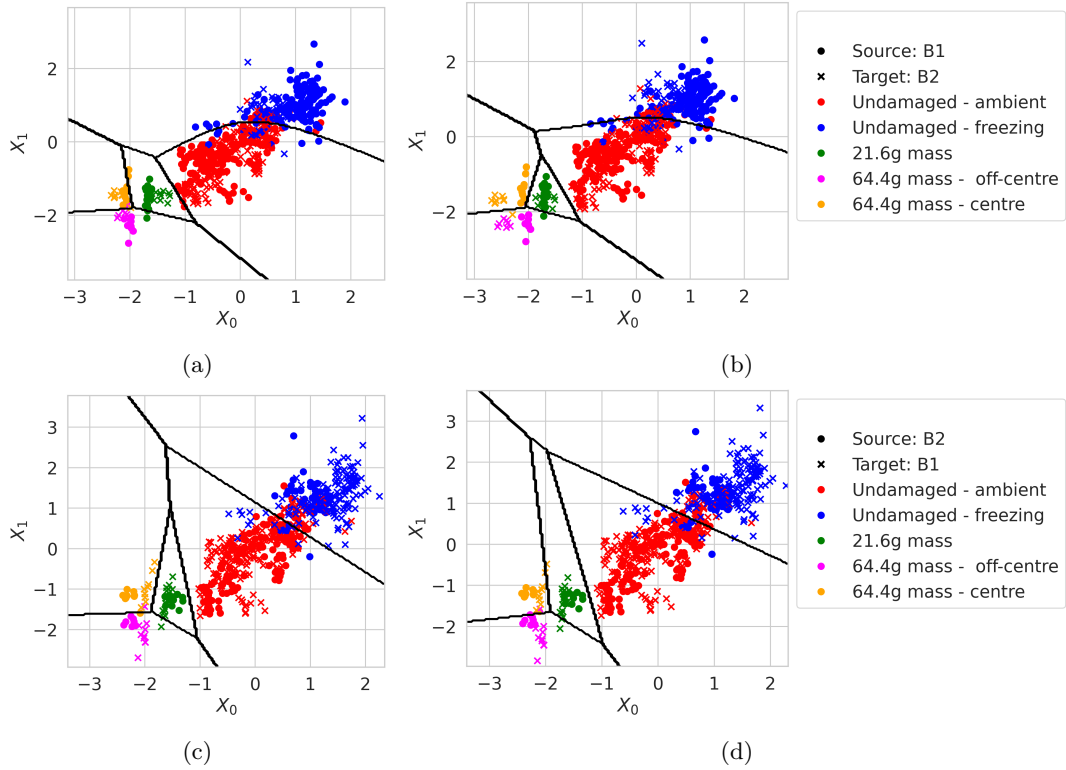 2
0
−2
X₁
−3 −2 −1 0 1 2
X₀
(a)
2
0
−2
X₁
−3 −2 −1 0 1 2
X₀
(b)
Source: B1
Target: B2
Undamaged - ambient
Undamaged - freezing
21.6g mass
64.4g mass - off-centre
64.4g mass - centre
3
2
1
0
−1
−2
X₁
−3 −2 −1 0 1 2
X₀
(c)
3
2
1
0
−1
−2
X₁
−3 −2 −1 0 1 2
X₀
(d)
Source: B2
Target: B1
Undamaged - ambient
Undamaged - freezing
21.6g mass
64.4g mass - off-centre
64.4g mass - centre